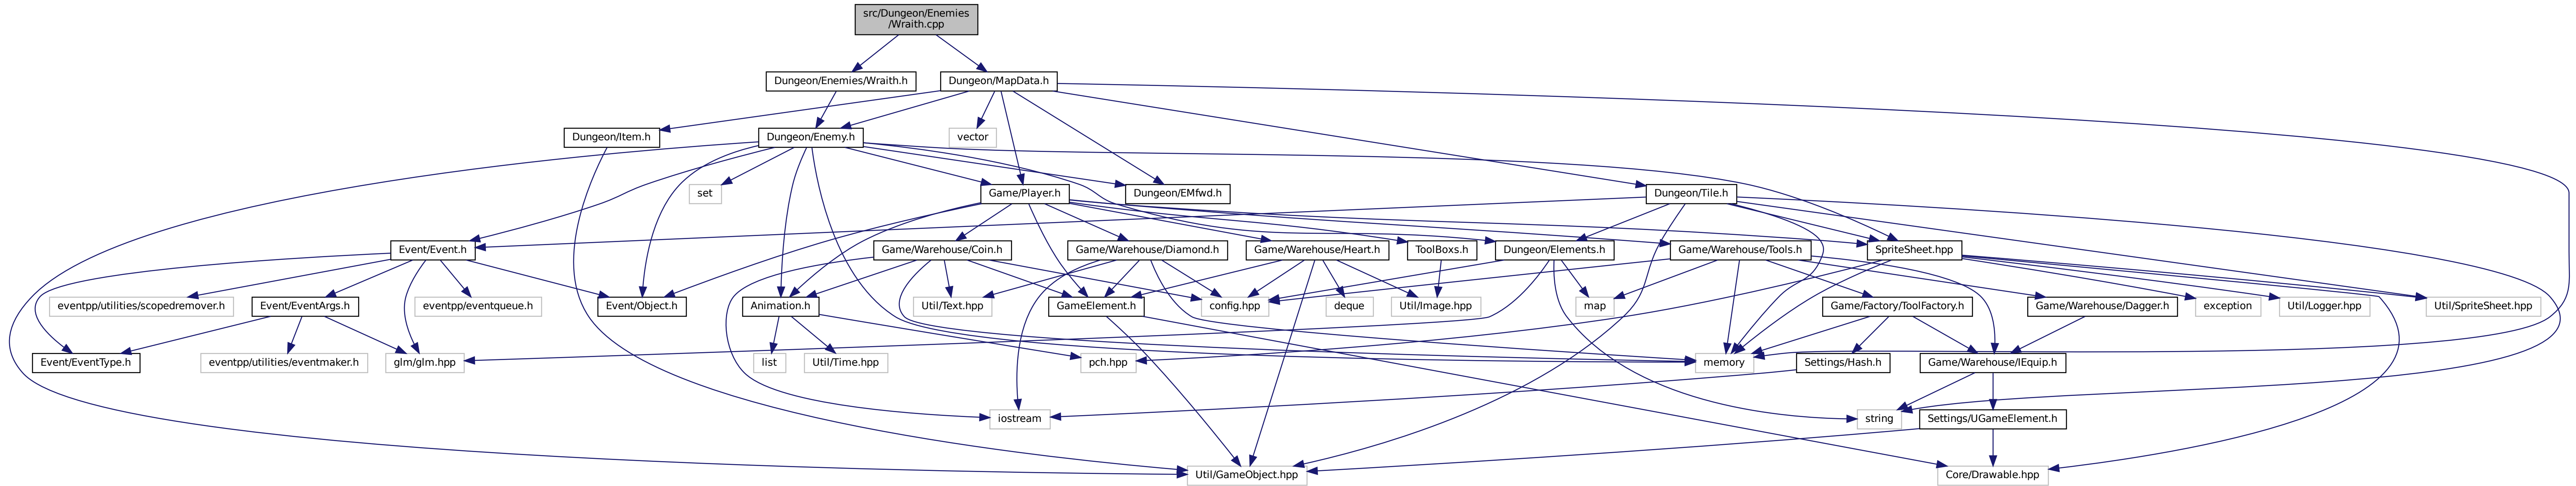 src/Dungeon/Enemies
/Wraith.cpp
Dungeon/Enemies/Wraith.h
Dungeon/MapData.h
Dungeon/Item.h
Dungeon/Enemy.h
vector
set
Game/Player.h
Dungeon/EMfwd.h
Dungeon/Tile.h
Event/Event.h
Game/Warehouse/Coin.h
Game/Warehouse/Diamond.h
Game/Warehouse/Heart.h
ToolBoxs.h
Dungeon/Elements.h
Game/Warehouse/Tools.h
SpriteSheet.hpp
eventpp/utilities/scopedremover.h
Event/EventArgs.h
eventpp/eventqueue.h
Event/Object.h
Animation.h
Util/Text.hpp
GameElement.h
config.hpp
deque
Util/Image.hpp
map
Game/Factory/ToolFactory.h
Game/Warehouse/Dagger.h
exception
Util/Logger.hpp
Util/SpriteSheet.hpp
Event/EventType.h
eventpp/utilities/eventmaker.h
glm/glm.hpp
list
Util/Time.hpp
pch.hpp
memory
Settings/Hash.h
Game/Warehouse/IEquip.h
iostream
string
Settings/UGameElement.h
Util/GameObject.hpp
Core/Drawable.hpp